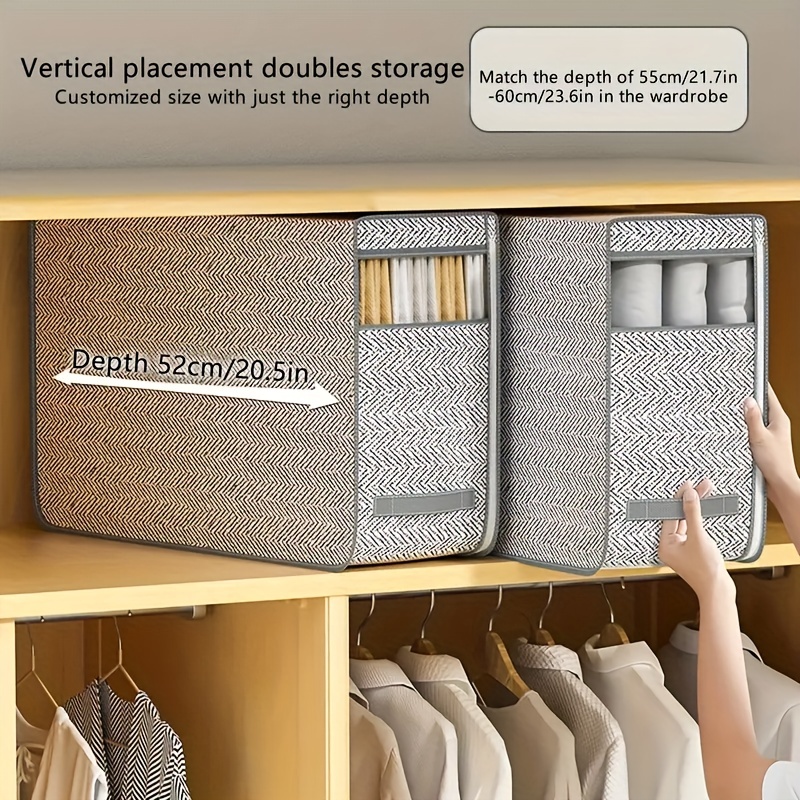 Vertical placement doubles storage
Customized size with just the right depth
Match the depth of 55cm/21.7in
-60cm/23.6in in the wardrobe
Depth 52cm/20.5in